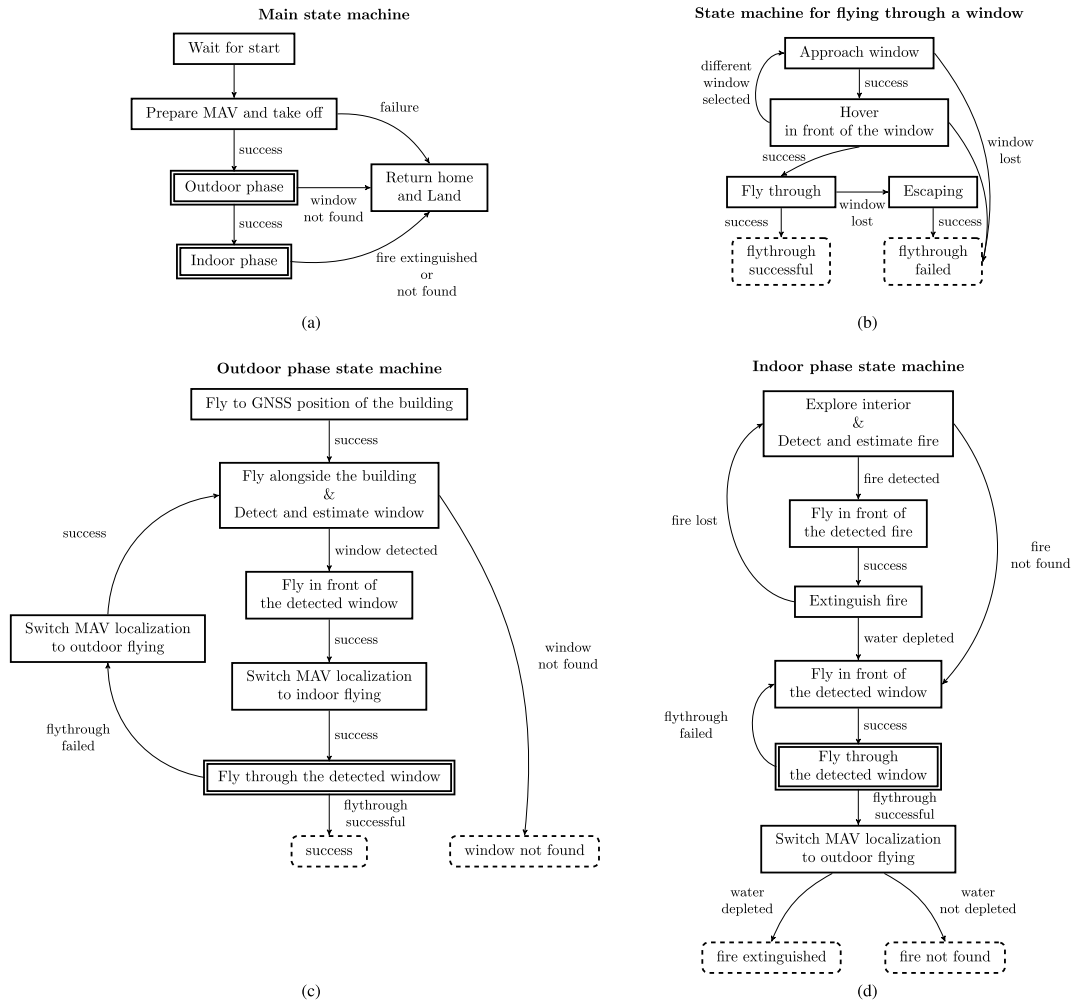 Main state machine
Wait for start
Prepare MAV and take off
failure
success
Outdoor phase
window
not found
Return home
and Land
success
Indoor phase
fire extinguished
or
not found
(a)
State machine for flying through a window
Approach window
different
window
selected
success
Hover
in front of the window
window
lost
success
Fly through
window
lost
Escaping
success
success
flythrough
successful
flythrough
failed
(b)
Outdoor phase state machine
Fly to GNSS position of the building
success
Fly alongside the building
&
Detect and estimate window
success
window detected
Fly in front of
the detected window
Switch MAV localization
to outdoor flying
success
window
not found
Switch MAV localization
to indoor flying
flythrough
failed
success
Fly through the detected window
flythrough
successful
success
window not found
(c)
Indoor phase state machine
Explore interior
&
Detect and estimate fire
fire detected
fire lost
Fly in front of
the detected fire
fire
not found
success
Extinguish fire
water depleted
Fly in front of
the detected window
flythrough
failed
success
Fly through
the detected window
flythrough
successful
Switch MAV localization
to outdoor flying
water
depleted
water
not depleted
fire extinguished
fire not found
(d)